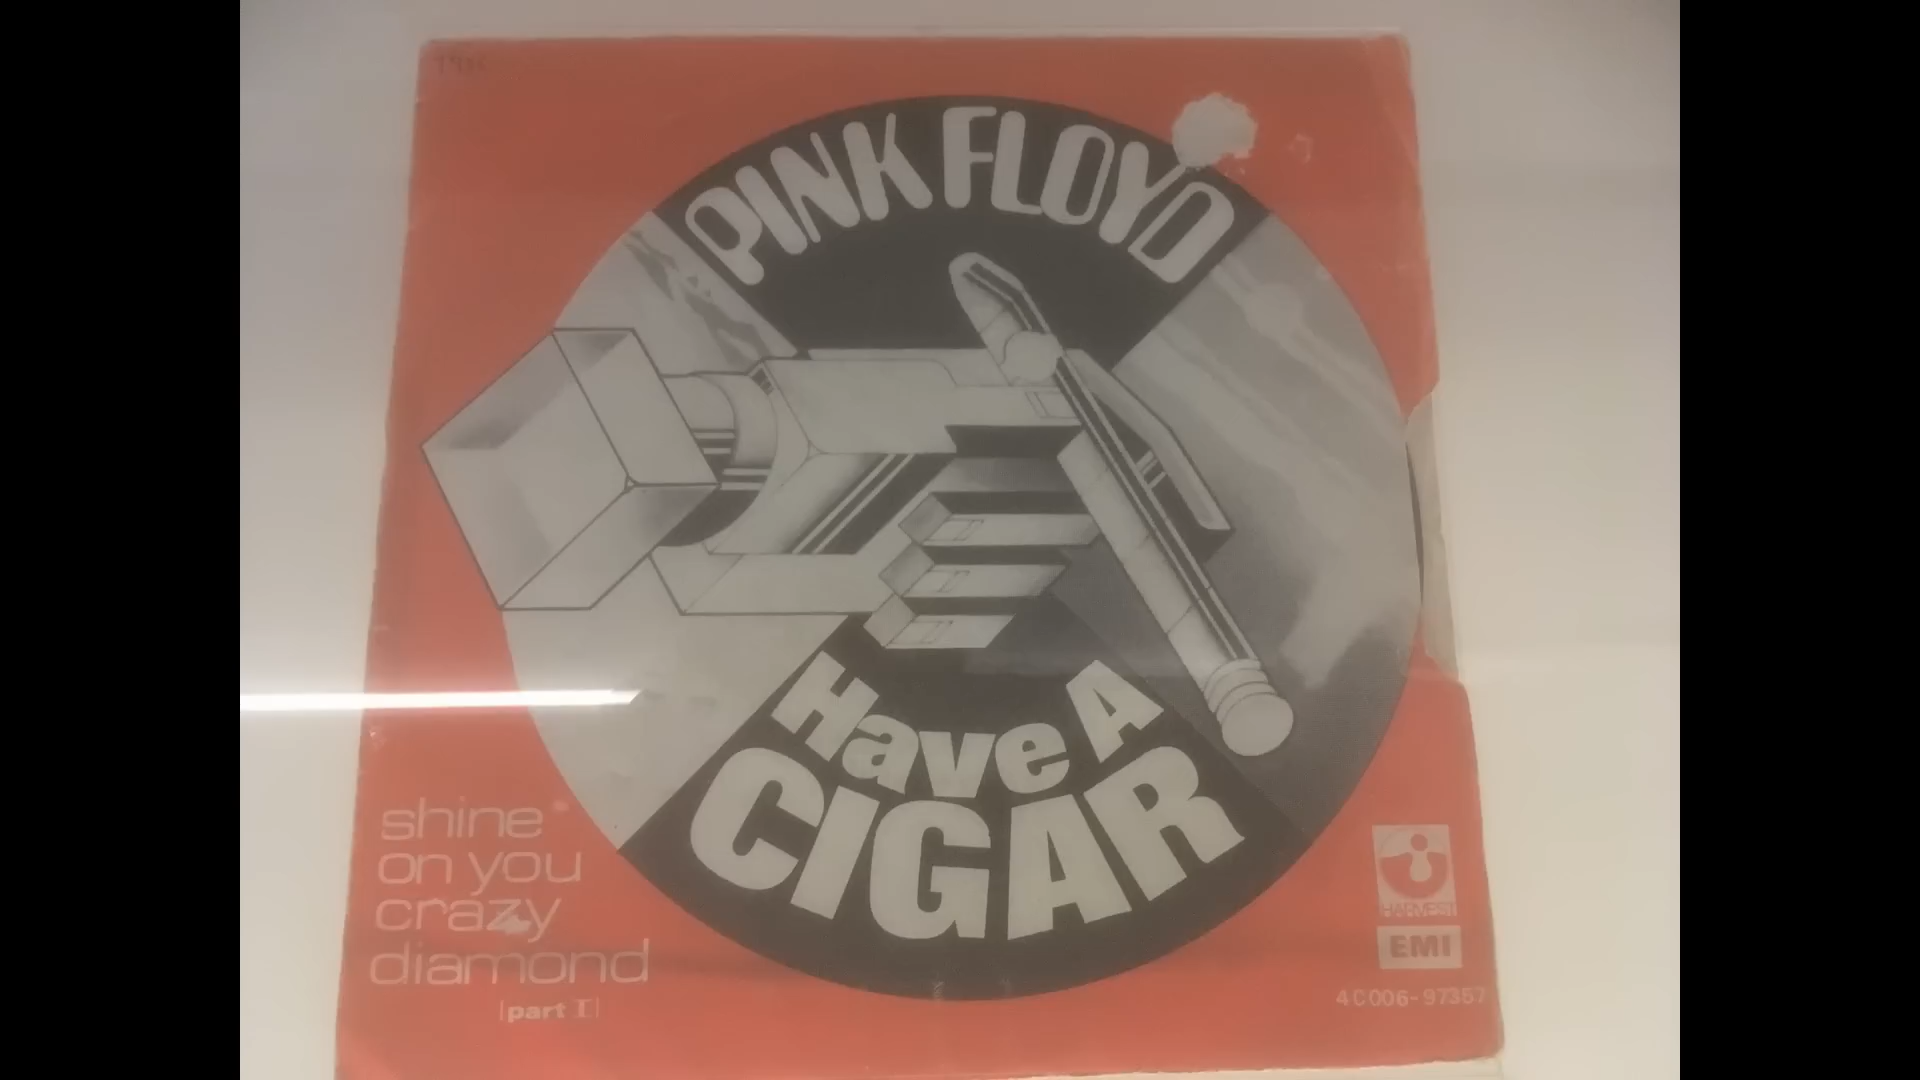 PINK FLOYD
Have A
CIGAR
shine
on you
crazy
diamond
[part I]
HARVEST
EMI
4C006-97357